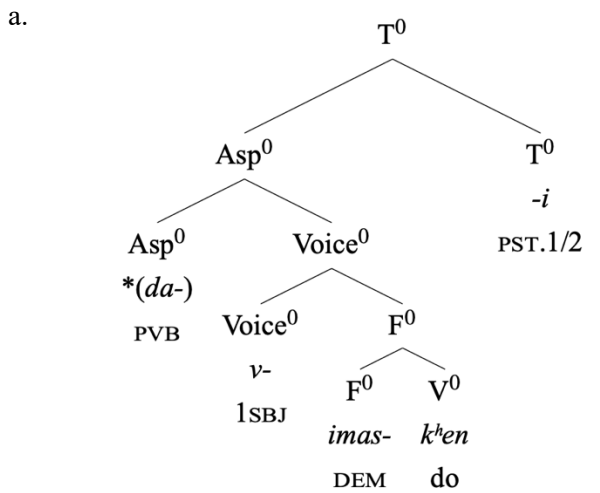 a.
T⁰
Asp⁰ T⁰
-i
Asp⁰ Voice⁰ PST.1/2
*(da-)
PVB Voice⁰ F⁰
v-
1SBJ F⁰ V⁰
imas- kʰen
DEM do